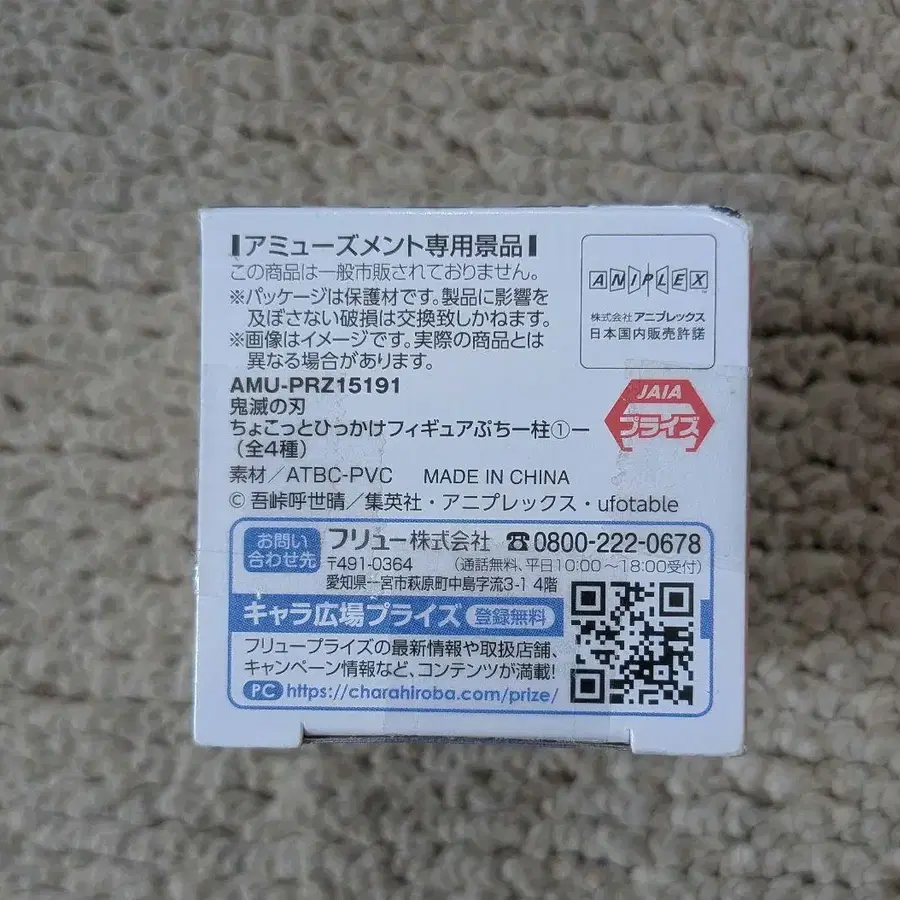 アミューズメント専用景品
この商品は一般市販されておりません。
※パッケージは保護材です。製品に影響を
及ぼさない破損は交換致しかねます。
※画像はイメージです。実際の商品とは
異なる場合があります。
AMU-PRZ15191
鬼滅の刃
ちょこっとひっかけフィギュアぷちー柱①ー
(全4種)
素材/ATBC-PVC MADE IN CHINA
©吾峠呼世晴/集英社・アニプレックス・ufotable
ANIPLEX™
株式会社アニプレックス
日本国内販売許諾
JAIA
プライズ
お問い
合わせ先
フリュー株式会社 ☎0800-222-0678
〒491-0364 (通話無料、平日10:00～18:00受付)
愛知県一宮市萩原町中島字流3-1 4階
キャラ広場プライズ 登録無料
フリュープライズの最新情報や取扱店舗、
キャンペーン情報など、コンテンツが満載!
PC https://charahiroba.com/prize/